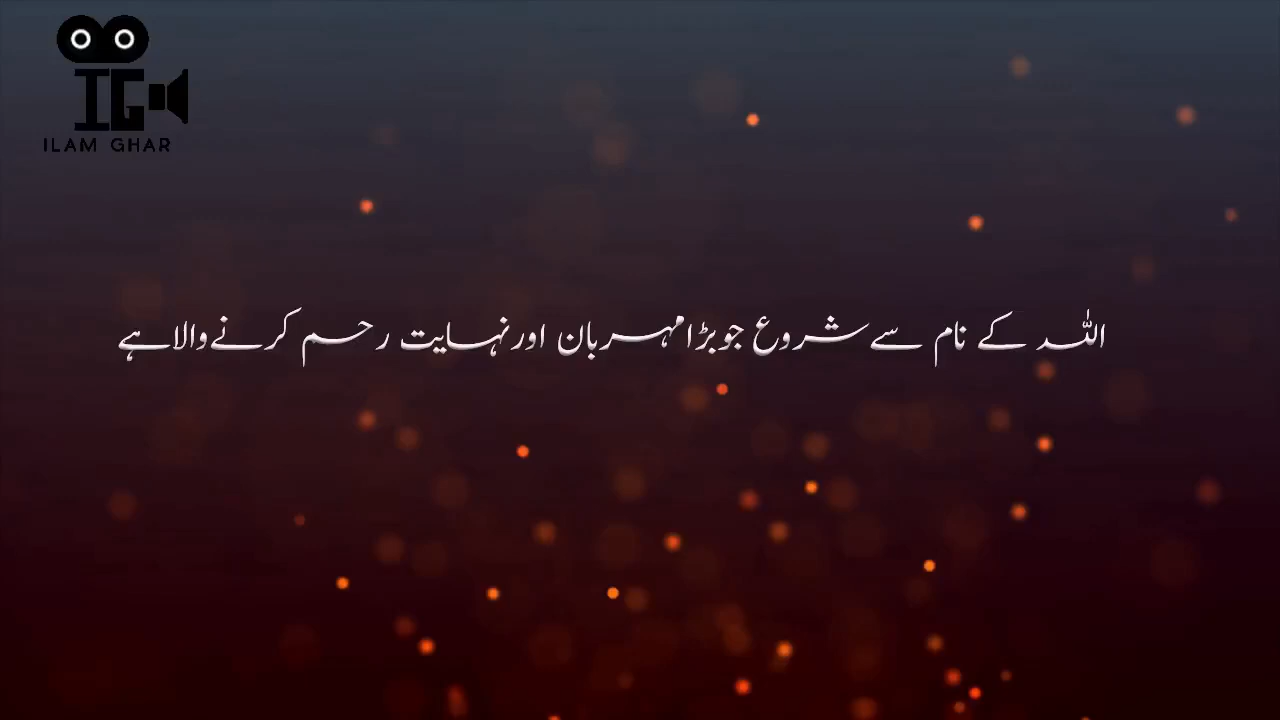 IG
ILAM GHAR
اللہ کے نام سے شروع جو بڑا مہربان اور نہایت رحم کرنے والا ہے